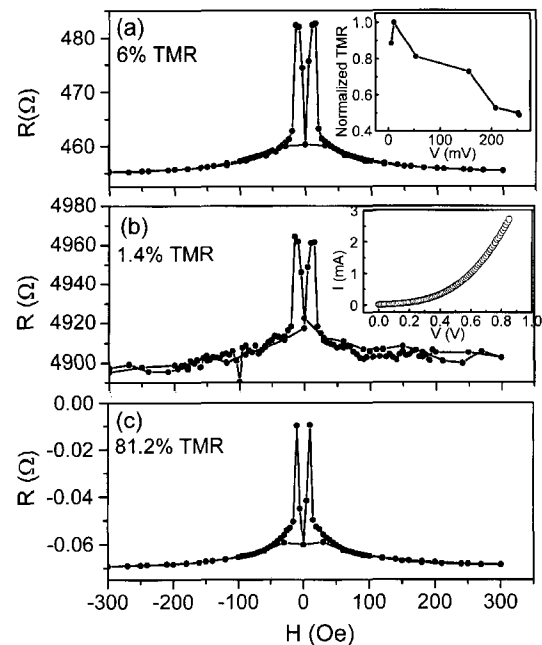 (a)
6% TMR
R(Ω)
480
470
460
Normalized TMR
1.0
0.8
0.6
0.4
0 100 200
V (mV)
(b)
1.4% TMR
R (Ω)
4980
4960
4940
4920
4900
I (mA)
3
2
1
0
0.0 0.2 0.4 0.6 0.8 1.0
V (V)
(c)
81.2% TMR
R (Ω)
0.00
-0.02
-0.04
-0.06
-300 -200 -100 0 100 200 300
H (Oe)